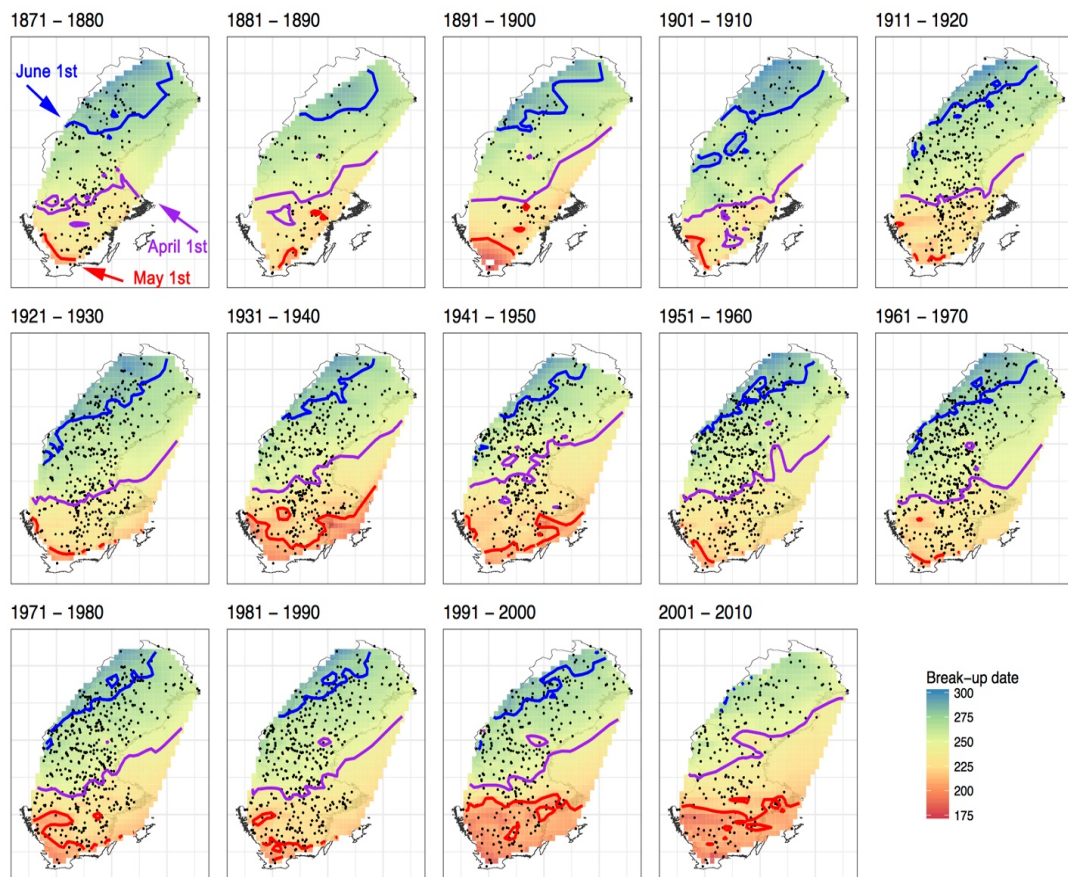 1871 – 1880
1881 – 1890
1891 – 1900
1901 – 1910
1911 – 1920
June 1st
April 1st
May 1st
1921 – 1930
1931 – 1940
1941 – 1950
1951 – 1960
1961 – 1970
1971 – 1980
1981 – 1990
1991 – 2000
2001 – 2010
Break–up date
300
275
250
225
200
175